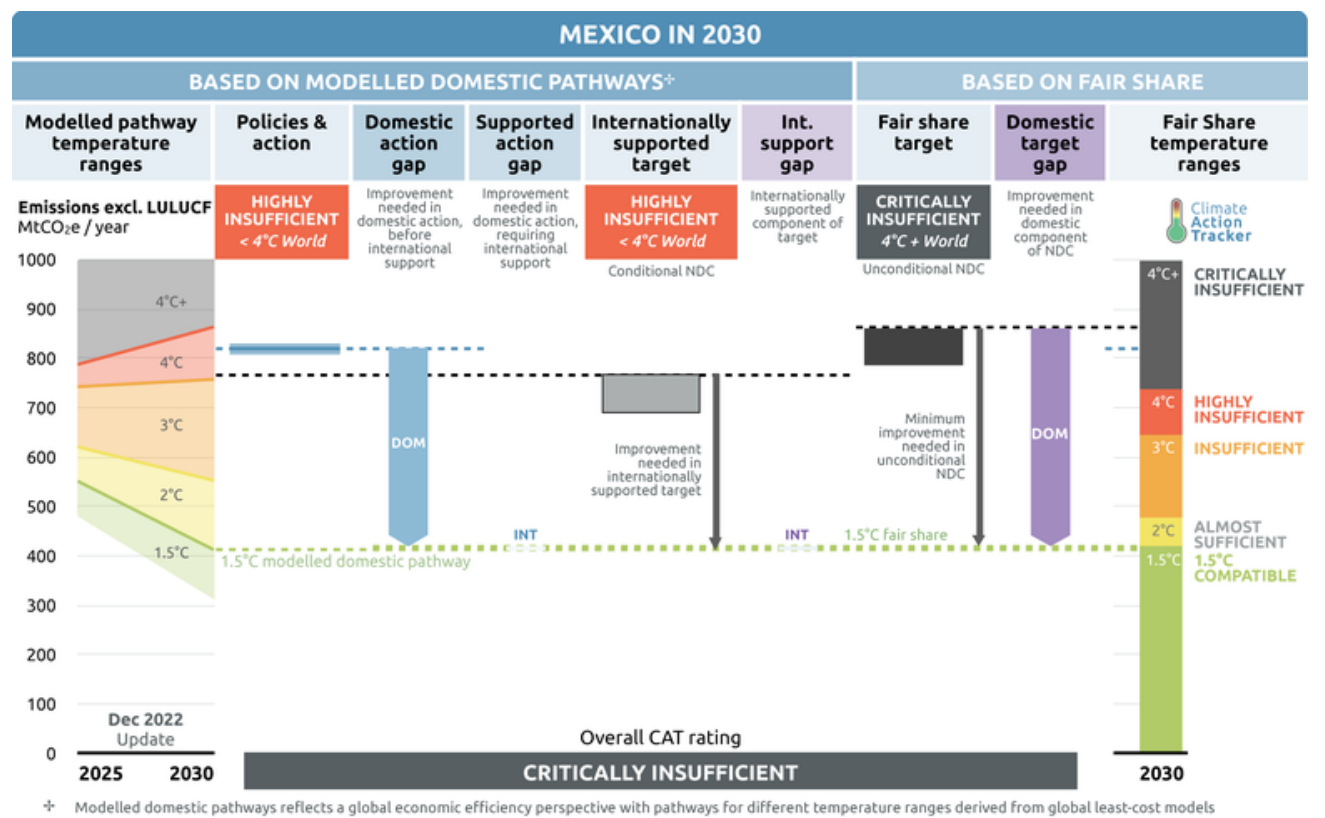 MEXICO IN 2030
BASED ON MODELLED DOMESTIC PATHWAYS✢
BASED ON FAIR SHARE
Modelled pathway
temperature
ranges
Policies &
action
Domestic
action
gap
Supported
action
gap
Internationally
supported
target
Int.
support
gap
Fair share
target
Domestic
target
gap
Fair Share
temperature
ranges
Emissions excl. LULUCF
MtCO₂e / year
HIGHLY
INSUFFICIENT
< 4°C World
Improvement
needed in
domestic action,
before
international
support
Improvement
needed in
domestic action,
requiring
international
support
HIGHLY
INSUFFICIENT
< 4°C World
Conditional NDC
Internationally
supported
component of
target
CRITICALLY
INSUFFICIENT
4°C + World
Unconditional NDC
Improvement
needed in
domestic
component
of NDC
Climate
Action
Tracker
1000
900
800
700
600
500
400
300
200
100
0
4°C+
4°C
3°C
2°C
1.5°C
Dec 2022
Update
2025
2030
DOM
INT
1.5°C modelled domestic pathway
Improvement
needed in
internationally
supported target
INT
1.5°C fair share
Minimum
improvement
needed in
unconditional
NDC
DOM
4°C+
CRITICALLY
INSUFFICIENT
4°C
HIGHLY
INSUFFICIENT
3°C
INSUFFICIENT
2°C
ALMOST
SUFFICIENT
1.5°C
1.5°C
COMPATIBLE
2030
Overall CAT rating
CRITICALLY INSUFFICIENT
✢ Modelled domestic pathways reflects a global economic efficiency perspective with pathways for different temperature ranges derived from global least-cost models